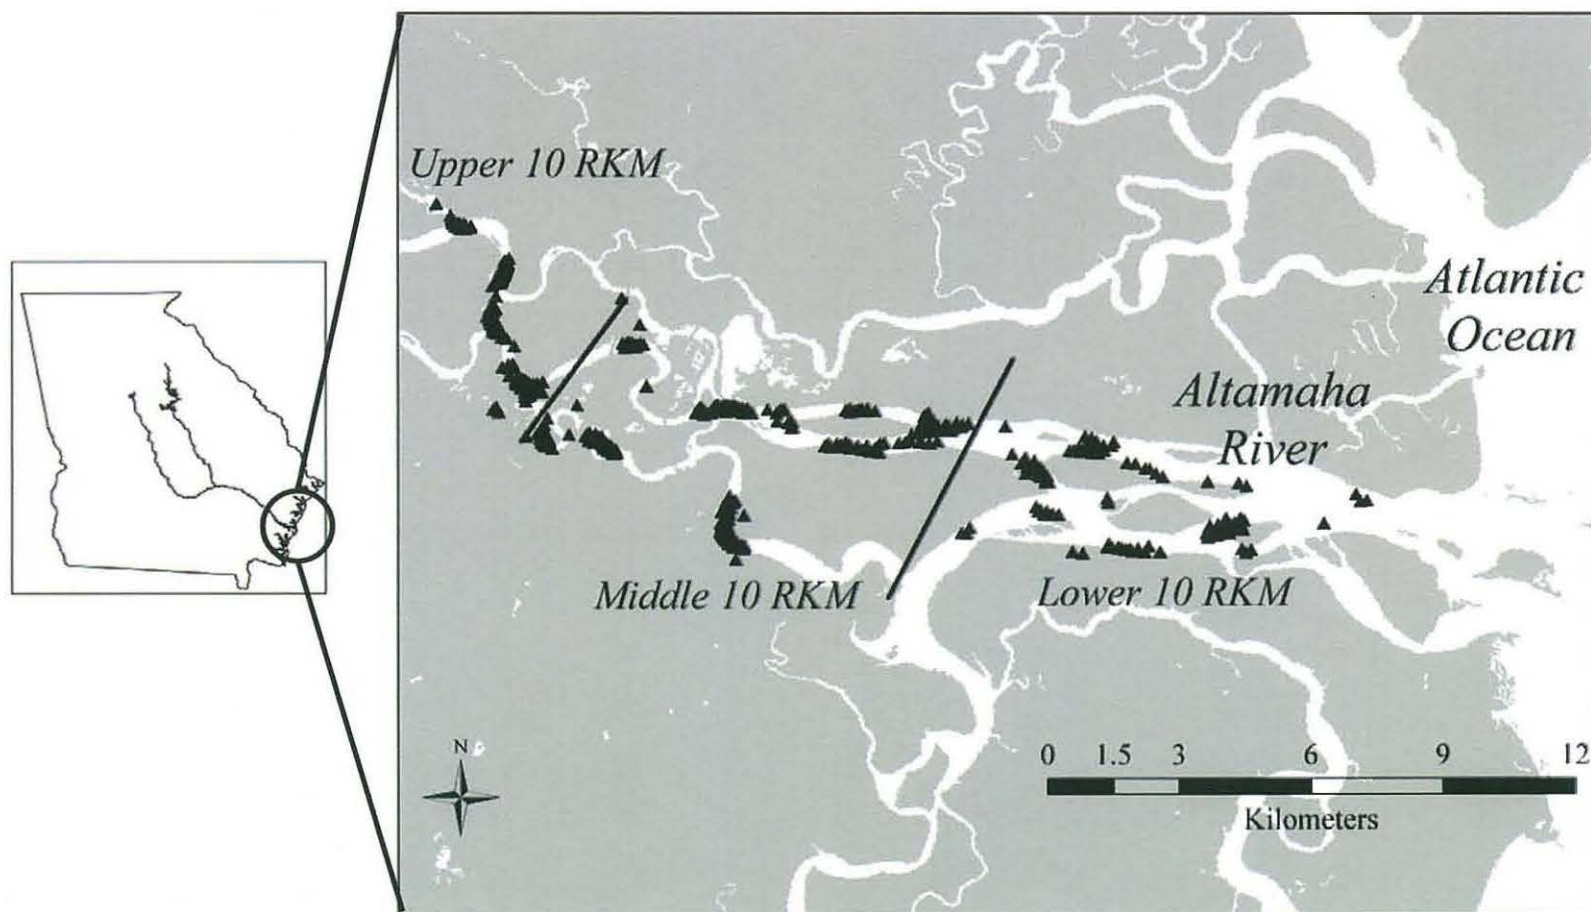 Upper 10 RKM
Atlantic
Ocean
Altamaha
River
Middle 10 RKM
Lower 10 RKM
N
0 1.5 3 6 9 12
Kilometers